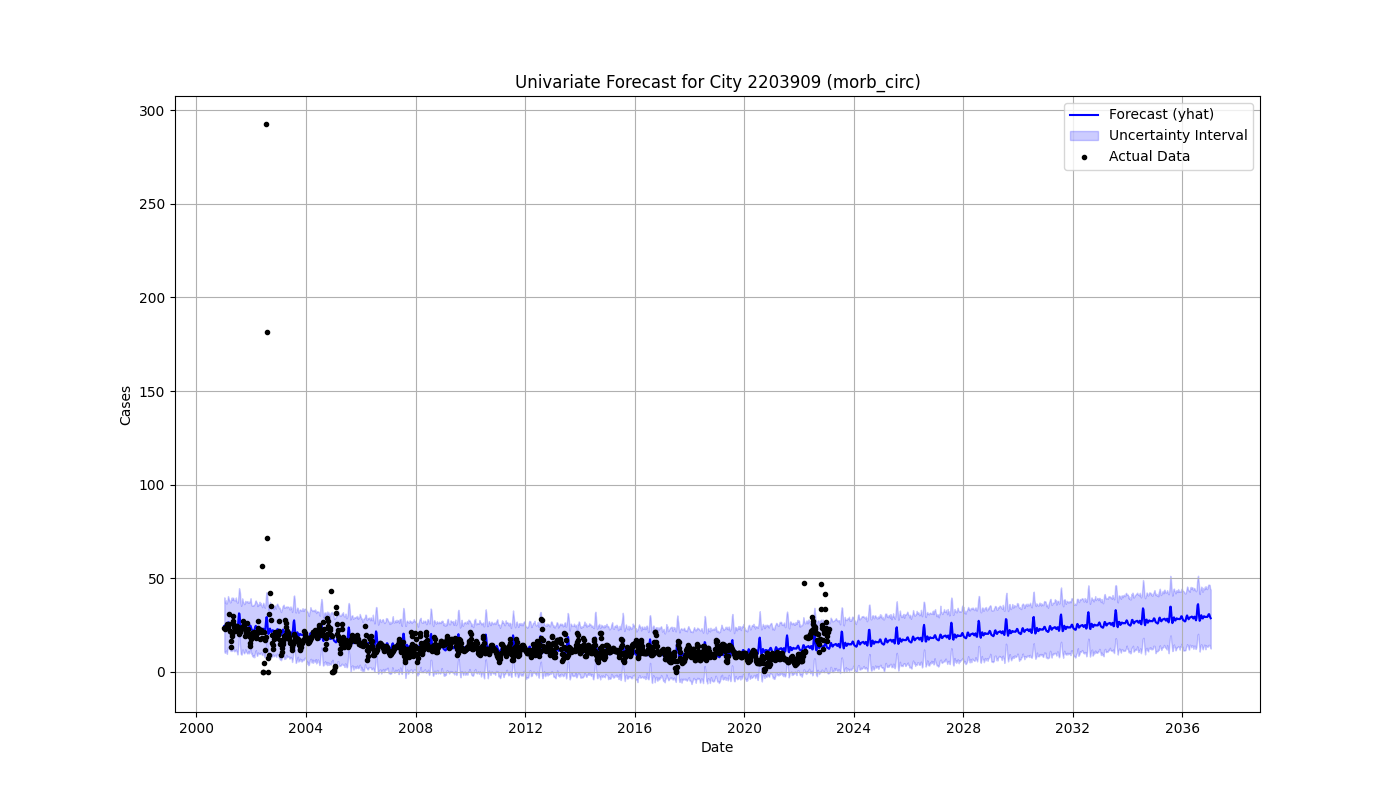 Univariate Forecast for City 2203909 (morb_circ)
Forecast (yhat)
Uncertainty Interval
Actual Data
Cases
300
250
200
150
100
50
0
2000 2004 2008 2012 2016 2020 2024 2028 2032 2036
Date